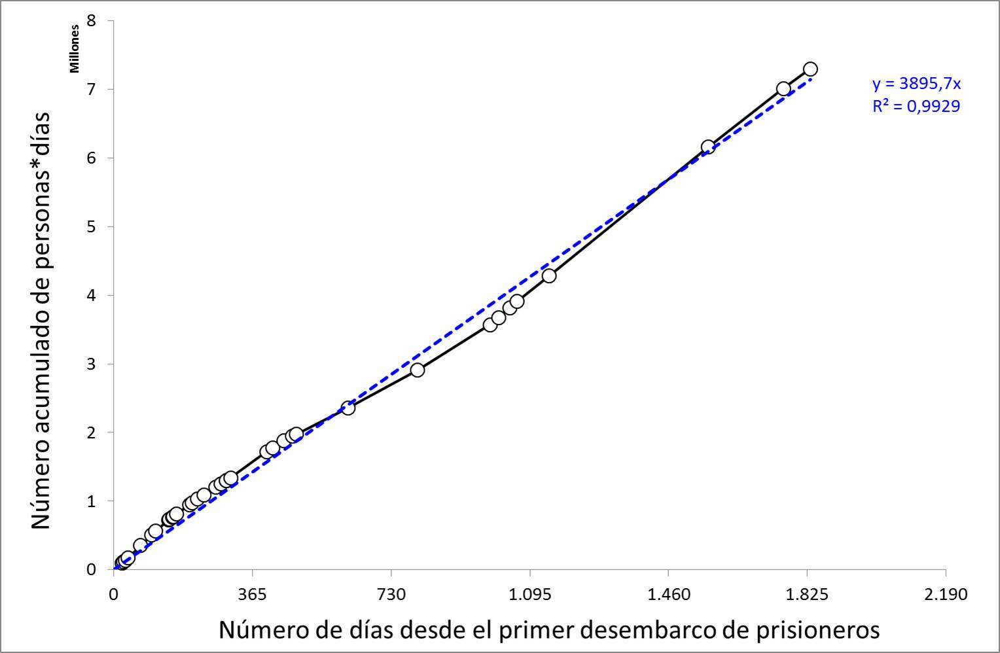 Millones
8
7
6
5
4
3
2
1
0
Número acumulado de personas*días
y = 3895,7x
R² = 0,9929
0 365 730 1.095 1.460 1.825 2.190
Número de días desde el primer desembarco de prisioneros